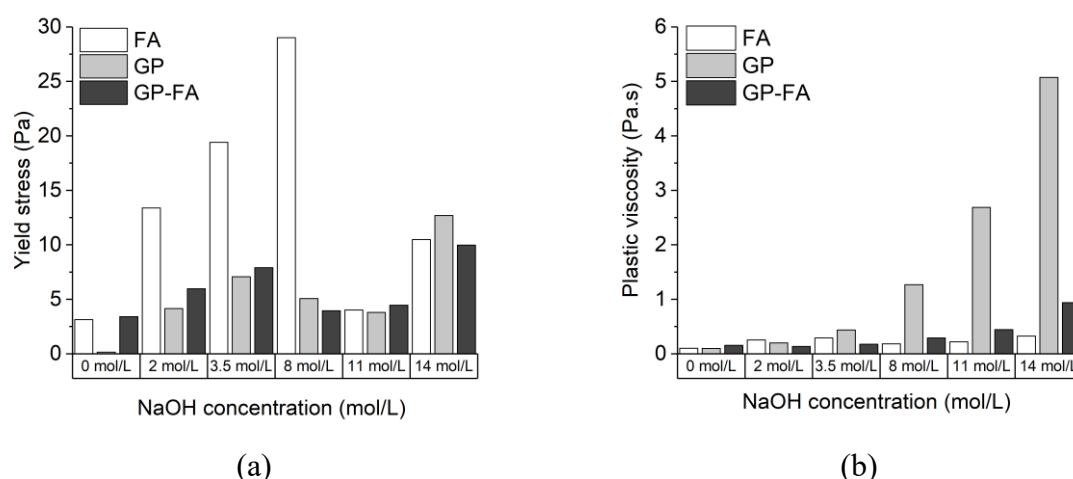 30
25
20
15
10
5
0
Yield stress (Pa)
FA
GP
GP-FA
0 mol/L
2 mol/L
3.5 mol/L
8 mol/L
11 mol/L
14 mol/L
NaOH concentration (mol/L)
(a)
6
5
4
3
2
1
0
Plastic viscosity (Pa.s)
FA
GP
GP-FA
0 mol/L
2 mol/L
3.5 mol/L
8 mol/L
11 mol/L
14 mol/L
NaOH concentration (mol/L)
(b)